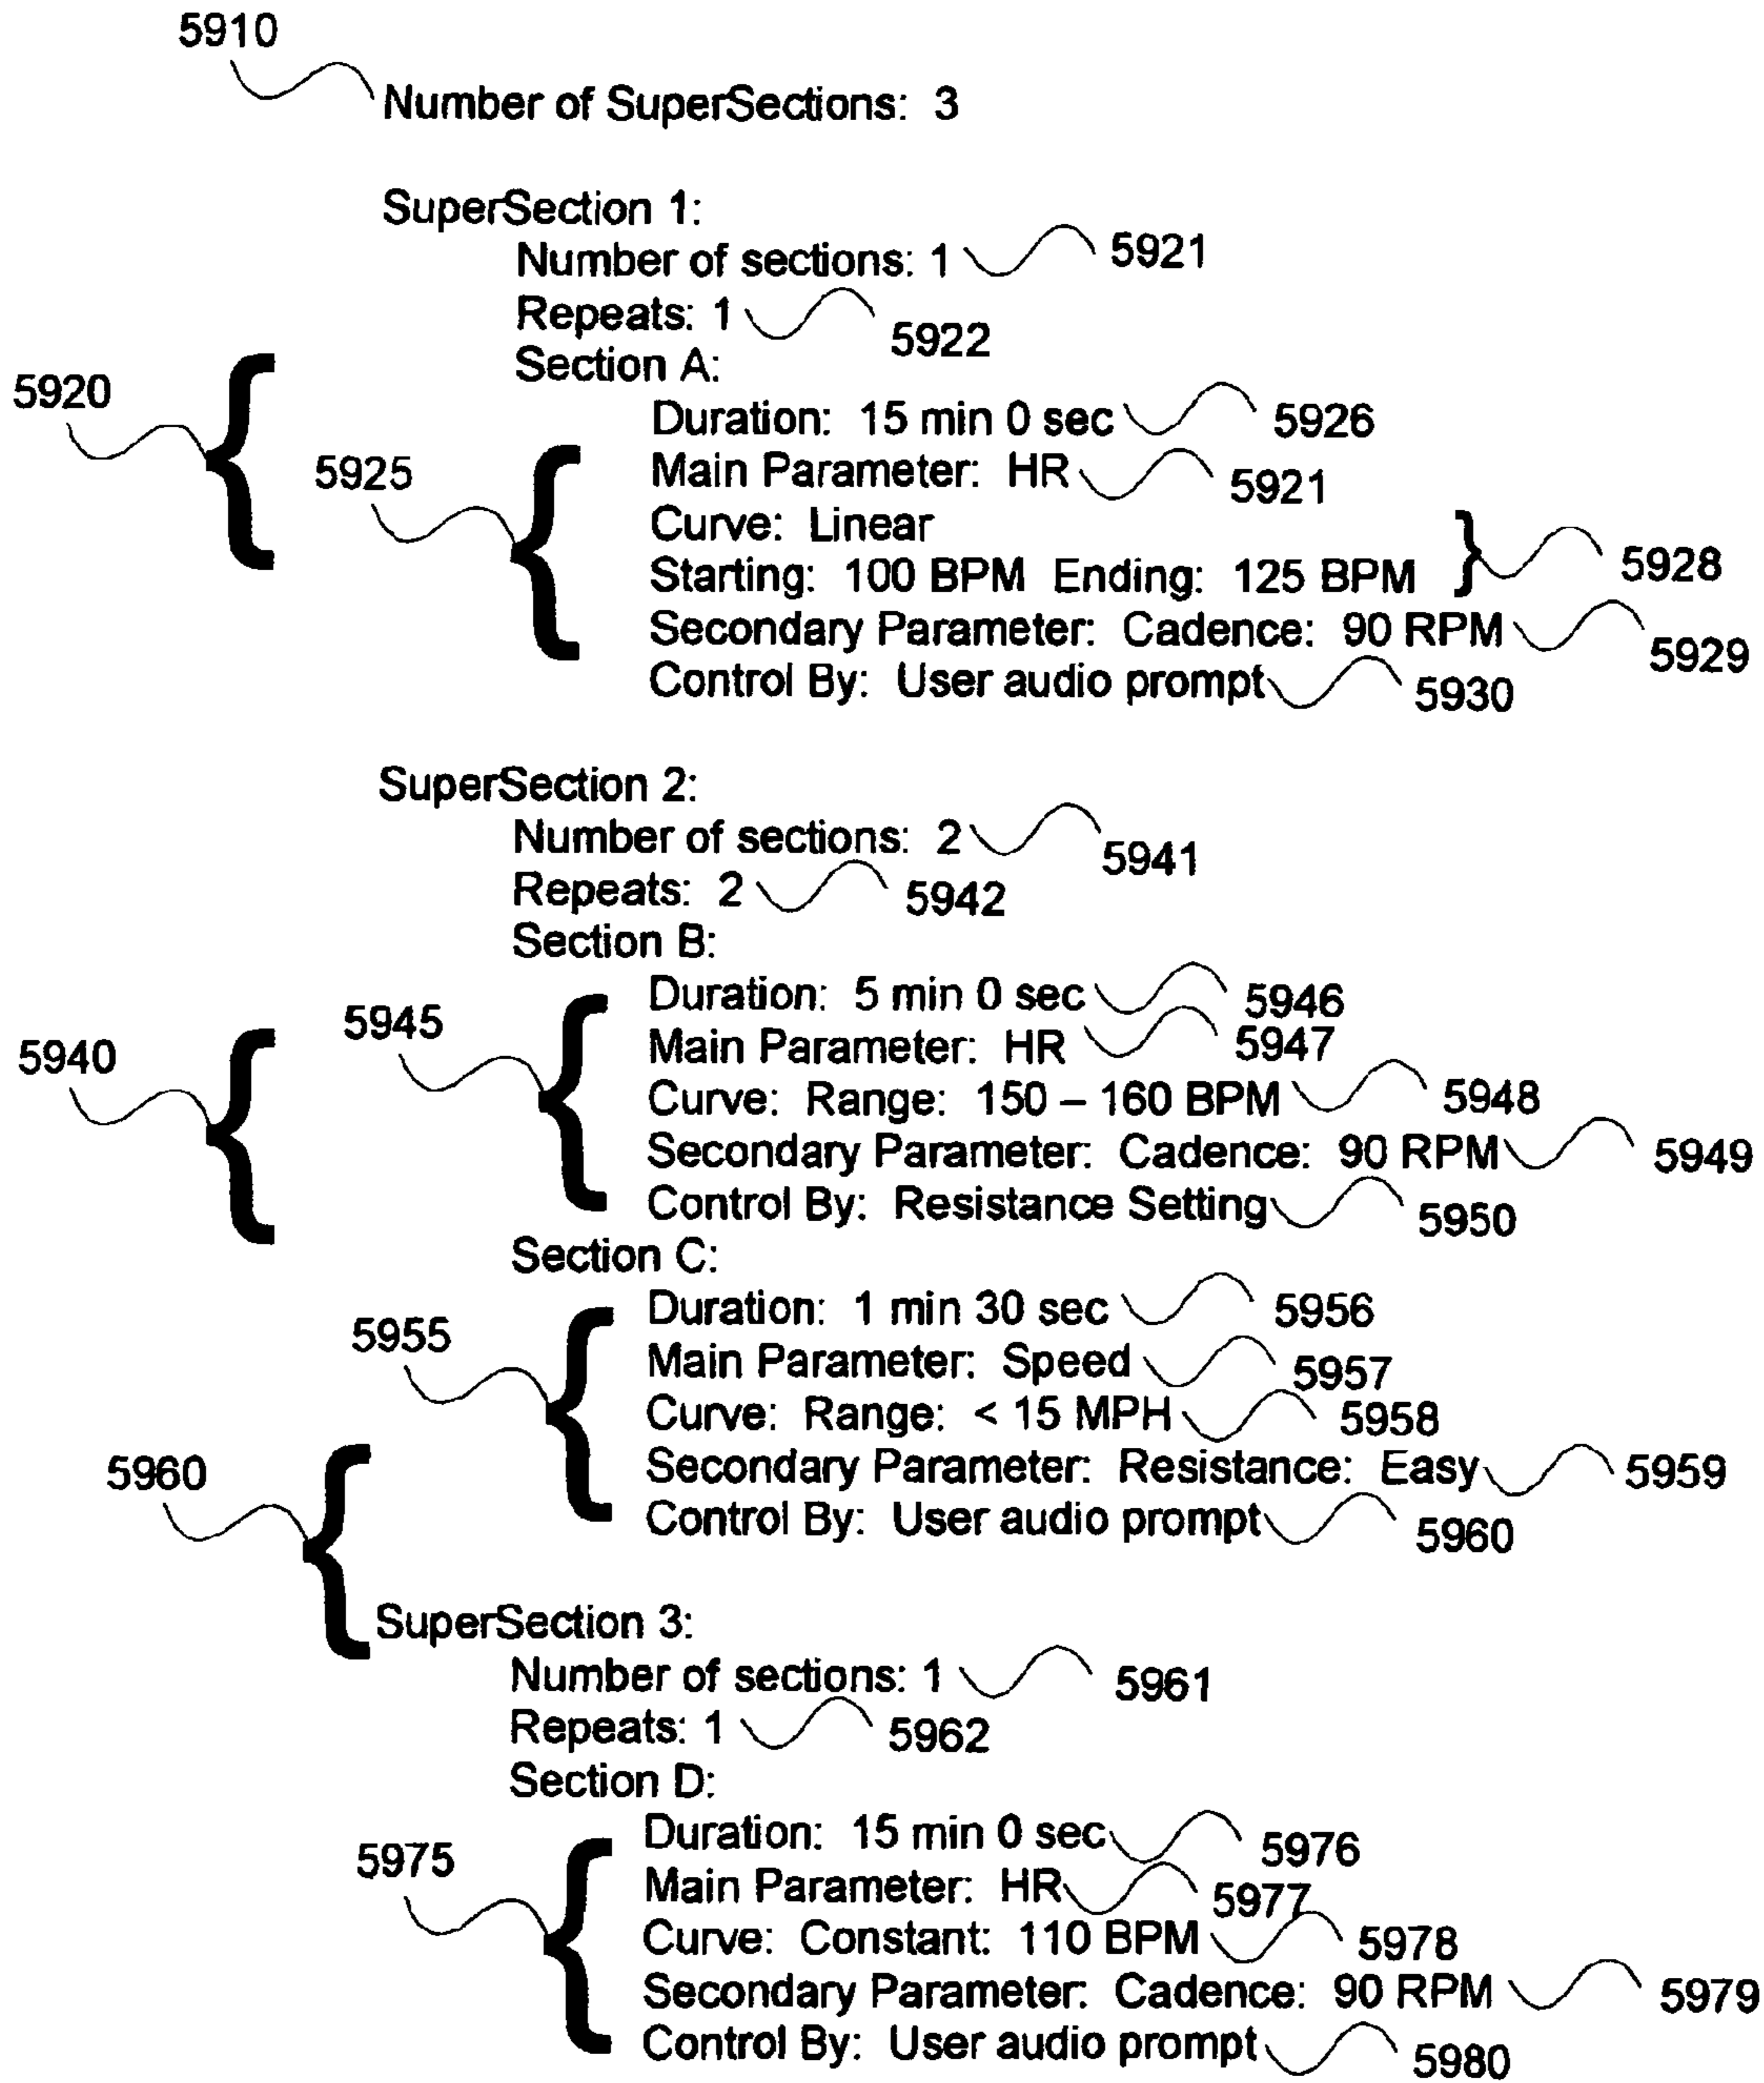 5910
Number of SuperSections: 3
SuperSection 1:
Number of sections: 1 5921
Repeats: 1 5922
Section A:
5920
Duration: 15 min 0 sec 5926
5925 Main Parameter: HR 5921
Curve: Linear
Starting: 100 BPM Ending: 125 BPM 5928
Secondary Parameter: Cadence: 90 RPM 5929
Control By: User audio prompt 5930
SuperSection 2:
Number of sections: 2 5941
Repeats: 2 5942
Section B:
Duration: 5 min 0 sec 5946
5940 5945 Main Parameter: HR 5947
Curve: Range: 150 – 160 BPM 5948
Secondary Parameter: Cadence: 90 RPM 5949
Control By: Resistance Setting 5950
Section C:
Duration: 1 min 30 sec 5956
5955 Main Parameter: Speed 5957
Curve: Range: < 15 MPH 5958
5960 Secondary Parameter: Resistance: Easy 5959
Control By: User audio prompt 5960
SuperSection 3:
Number of sections: 1 5961
Repeats: 1 5962
Section D:
Duration: 15 min 0 sec 5976
5975 Main Parameter: HR 5977
Curve: Constant: 110 BPM 5978
Secondary Parameter: Cadence: 90 RPM 5979
Control By: User audio prompt 5980